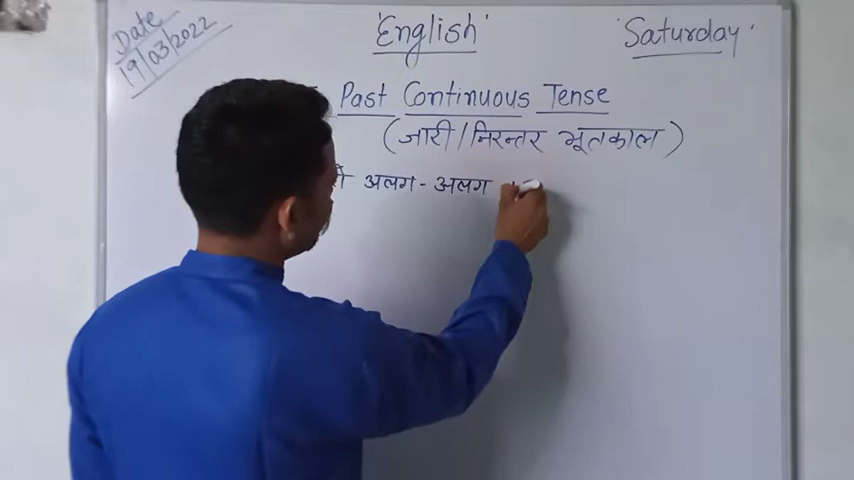 Date
19/03/2022
'English'
'Saturday'
Past Continuous Tense
(जारी/निरन्तर भूतकाल)
अलग - अलग